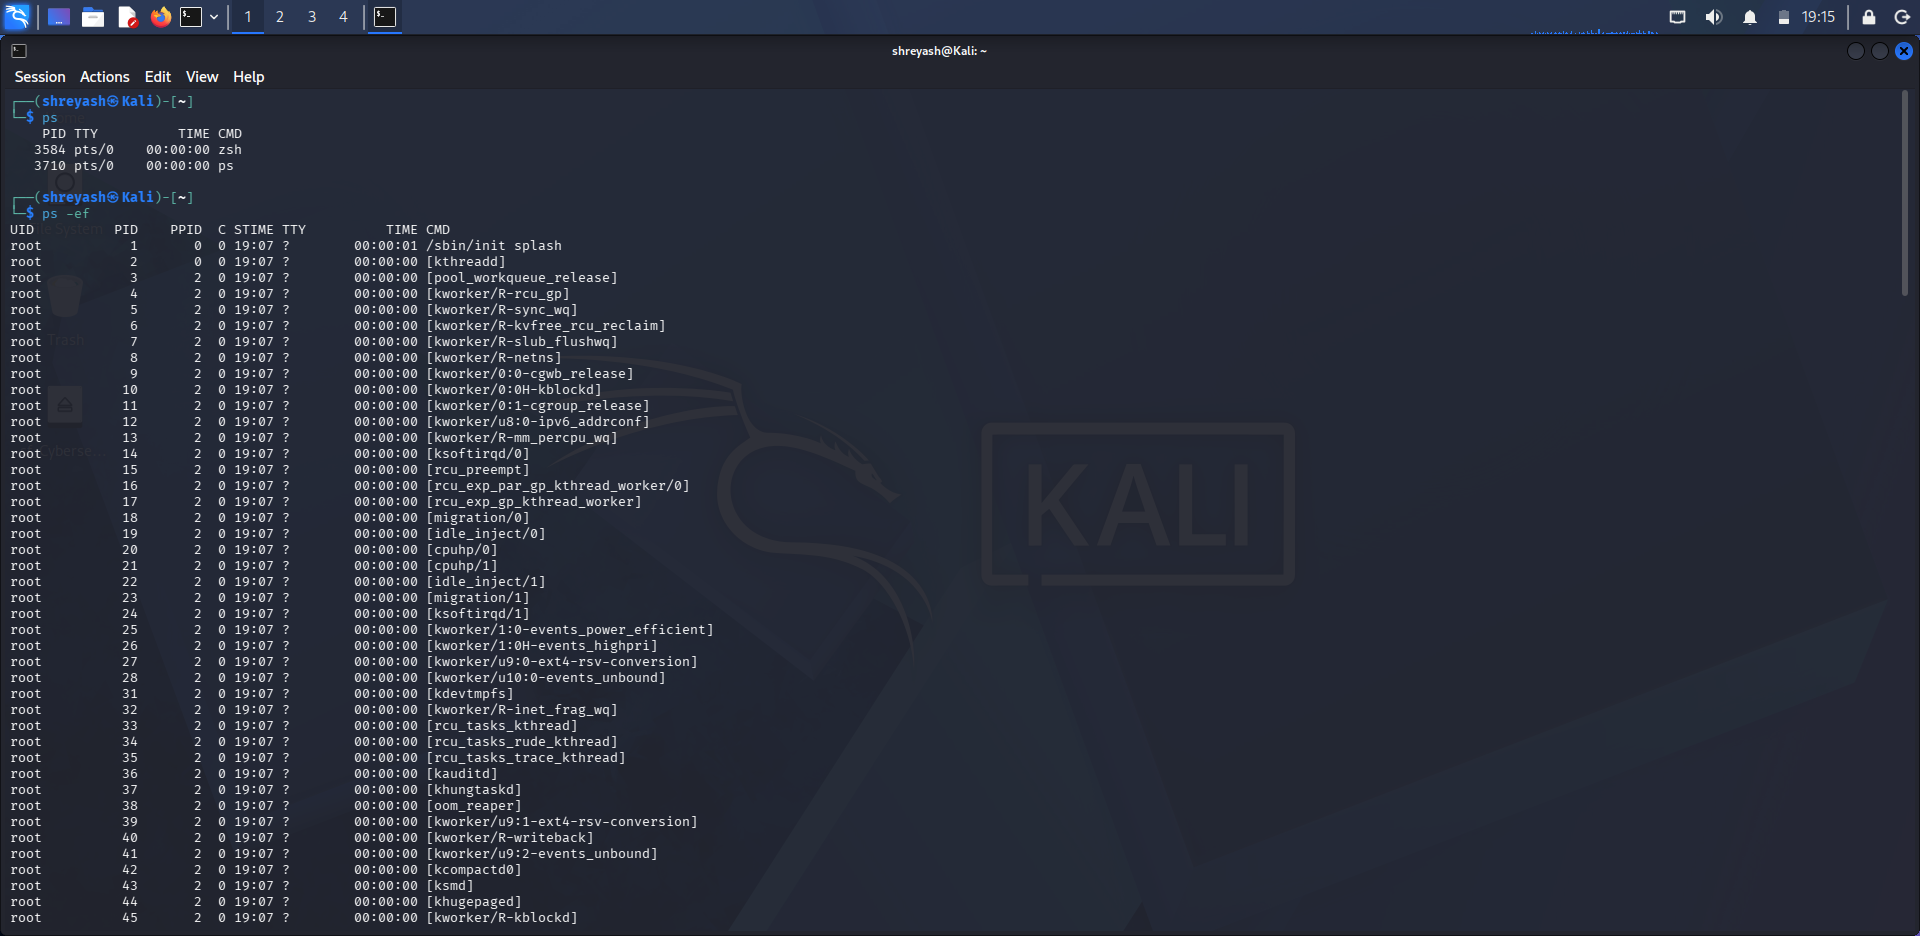 1 2 3 4 19:15
shreyash@Kali: ~
Session Actions Edit View Help
┌──(shreyash㉿Kali)-[~]
└─$ ps
PID TTY TIME CMD
3584 pts/0 00:00:00 zsh
3710 pts/0 00:00:00 ps
┌──(shreyash㉿Kali)-[~]
└─$ ps -ef
UID PID PPID C STIME TTY TIME CMD
root 1 0 0 19:07 ? 00:00:01 /sbin/init splash
root 2 0 0 19:07 ? 00:00:00 [kthreadd]
root 3 2 0 19:07 ? 00:00:00 [pool_workqueue_release]
root 4 2 0 19:07 ? 00:00:00 [kworker/R-rcu_gp]
root 5 2 0 19:07 ? 00:00:00 [kworker/R-sync_wq]
root 6 2 0 19:07 ? 00:00:00 [kworker/R-kvfree_rcu_reclaim]
root 7 2 0 19:07 ? 00:00:00 [kworker/R-slub_flushwq]
root 8 2 0 19:07 ? 00:00:00 [kworker/R-netns]
root 9 2 0 19:07 ? 00:00:00 [kworker/0:0-cgwb_release]
root 10 2 0 19:07 ? 00:00:00 [kworker/0:0H-kblockd]
root 11 2 0 19:07 ? 00:00:00 [kworker/0:1-cgroup_release]
root 12 2 0 19:07 ? 00:00:00 [kworker/u8:0-ipv6_addrconf]
root 13 2 0 19:07 ? 00:00:00 [kworker/R-mm_percpu_wq]
root 14 2 0 19:07 ? 00:00:00 [ksoftirqd/0]
root 15 2 0 19:07 ? 00:00:00 [rcu_preempt]
root 16 2 0 19:07 ? 00:00:00 [rcu_exp_par_gp_kthread_worker/0]
root 17 2 0 19:07 ? 00:00:00 [rcu_exp_gp_kthread_worker]
root 18 2 0 19:07 ? 00:00:00 [migration/0]
root 19 2 0 19:07 ? 00:00:00 [idle_inject/0]
root 20 2 0 19:07 ? 00:00:00 [cpuhp/0]
root 21 2 0 19:07 ? 00:00:00 [cpuhp/1]
root 22 2 0 19:07 ? 00:00:00 [idle_inject/1]
root 23 2 0 19:07 ? 00:00:00 [migration/1]
root 24 2 0 19:07 ? 00:00:00 [ksoftirqd/1]
root 25 2 0 19:07 ? 00:00:00 [kworker/1:0-events_power_efficient]
root 26 2 0 19:07 ? 00:00:00 [kworker/1:0H-events_highpri]
root 27 2 0 19:07 ? 00:00:00 [kworker/u9:0-ext4-rsv-conversion]
root 28 2 0 19:07 ? 00:00:00 [kworker/u10:0-events_unbound]
root 31 2 0 19:07 ? 00:00:00 [kdevtmpfs]
root 32 2 0 19:07 ? 00:00:00 [kworker/R-inet_frag_wq]
root 33 2 0 19:07 ? 00:00:00 [rcu_tasks_kthread]
root 34 2 0 19:07 ? 00:00:00 [rcu_tasks_rude_kthread]
root 35 2 0 19:07 ? 00:00:00 [rcu_tasks_trace_kthread]
root 36 2 0 19:07 ? 00:00:00 [kauditd]
root 37 2 0 19:07 ? 00:00:00 [khungtaskd]
root 38 2 0 19:07 ? 00:00:00 [oom_reaper]
root 39 2 0 19:07 ? 00:00:00 [kworker/u9:1-ext4-rsv-conversion]
root 40 2 0 19:07 ? 00:00:00 [kworker/R-writeback]
root 41 2 0 19:07 ? 00:00:00 [kworker/u9:2-events_unbound]
root 42 2 0 19:07 ? 00:00:00 [kcompactd0]
root 43 2 0 19:07 ? 00:00:00 [ksmd]
root 44 2 0 19:07 ? 00:00:00 [khugepaged]
root 45 2 0 19:07 ? 00:00:00 [kworker/R-kblockd]
Trash
KALI